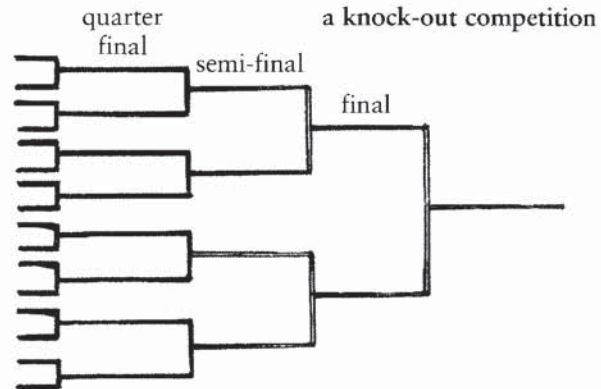 quarter
final
a knock-out competition
semi-final
final